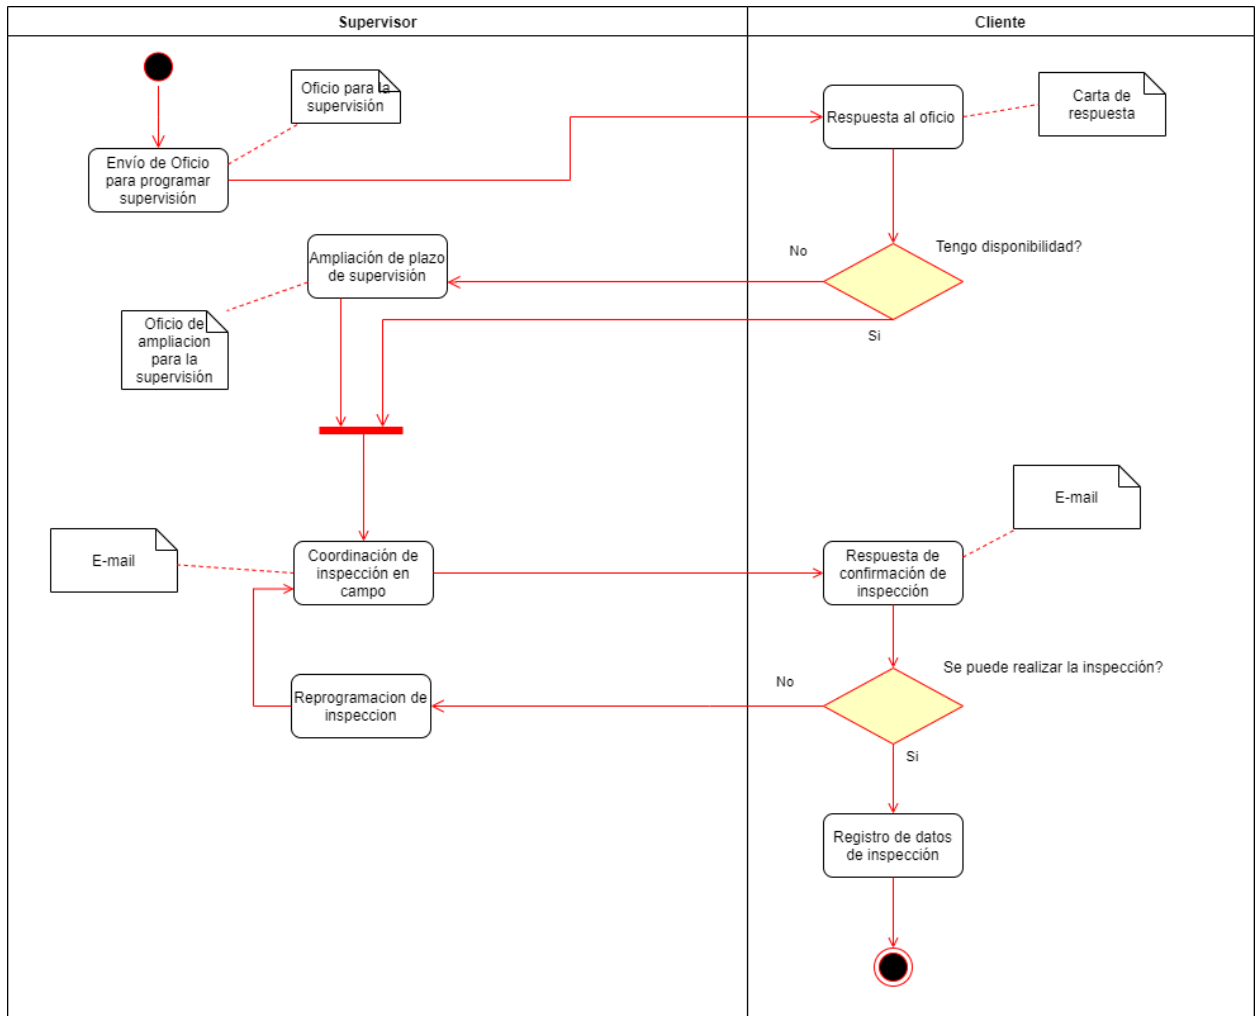 Supervisor
Cliente
Oficio para la
supervisión
Envío de Oficio
para programar
supervisión
Respuesta al oficio
Carta de
respuesta
Ampliación de plazo
de supervisión
No
Tengo disponibilidad?
Si
Oficio de
ampliacion
para la
supervisión
E-mail
Coordinación de
inspección en
campo
Respuesta de
confirmación de
inspección
E-mail
Reprogramacion de
inspeccion
No
Se puede realizar la inspección?
Si
Registro de datos
de inspección